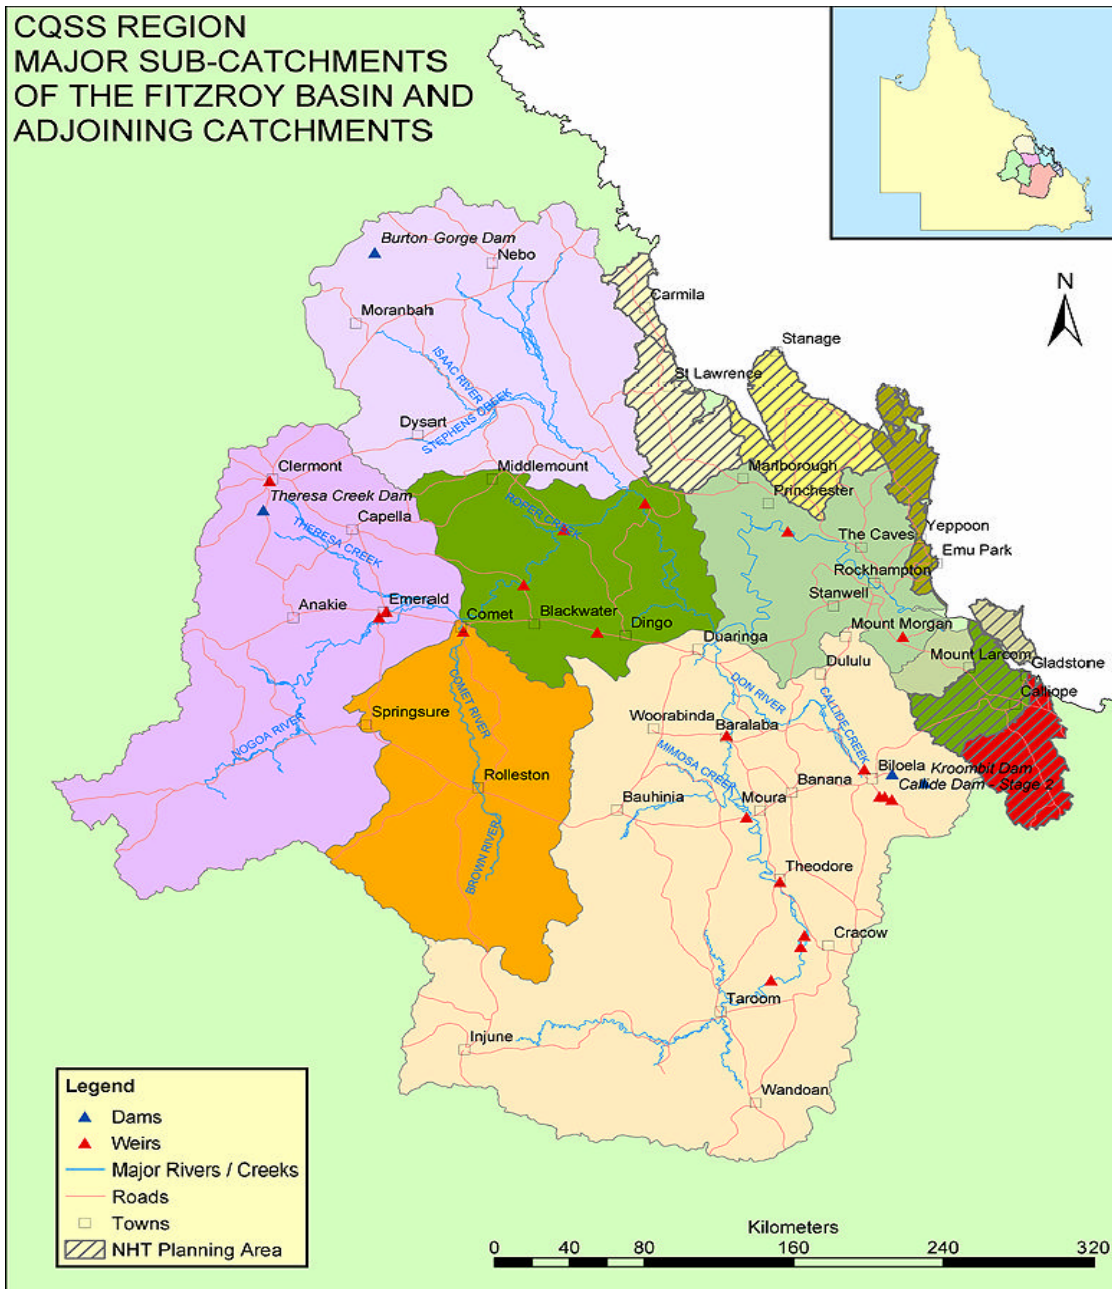 CQSS REGION
MAJOR SUB-CATCHMENTS
OF THE FITZROY BASIN AND
ADJOINING CATCHMENTS
Burton Gorge Dam
Nebo
Carmila
N
Moranbah
Stanage
ISAAC RIVER
St Lawrence
STEPHENS CREEK
Dysart
Clermont
Middlemount
Marlborough
Theresa Creek Dam
Princhester
ROPER CREEK
Capella
THERESA CREEK
The Caves
Yeppoon
Emu Park
Rockhampton
Anakie
Emerald
Comet
Blackwater
Dingo
Stanwell
Duaringa
Mount Morgan
Mount Larcom
Gladstone
Dululu
DON RIVER
Calliope
COMET RIVER
CALLIDE CREEK
Springsure
Woorabinda
Baralaba
NOGOA RIVER
MIMOSA CREEK
Rolleston
Banana
Biloela
Kroombit Dam
Callide Dam - Stage 2
Bauhinia
Moura
BROWN RIVER
Theodore
Cracow
Taroom
Injune
Wandoan
Legend
Dams
Weirs
Major Rivers / Creeks
Roads
Towns
NHT Planning Area
Kilometers
0 40 80 160 240 320